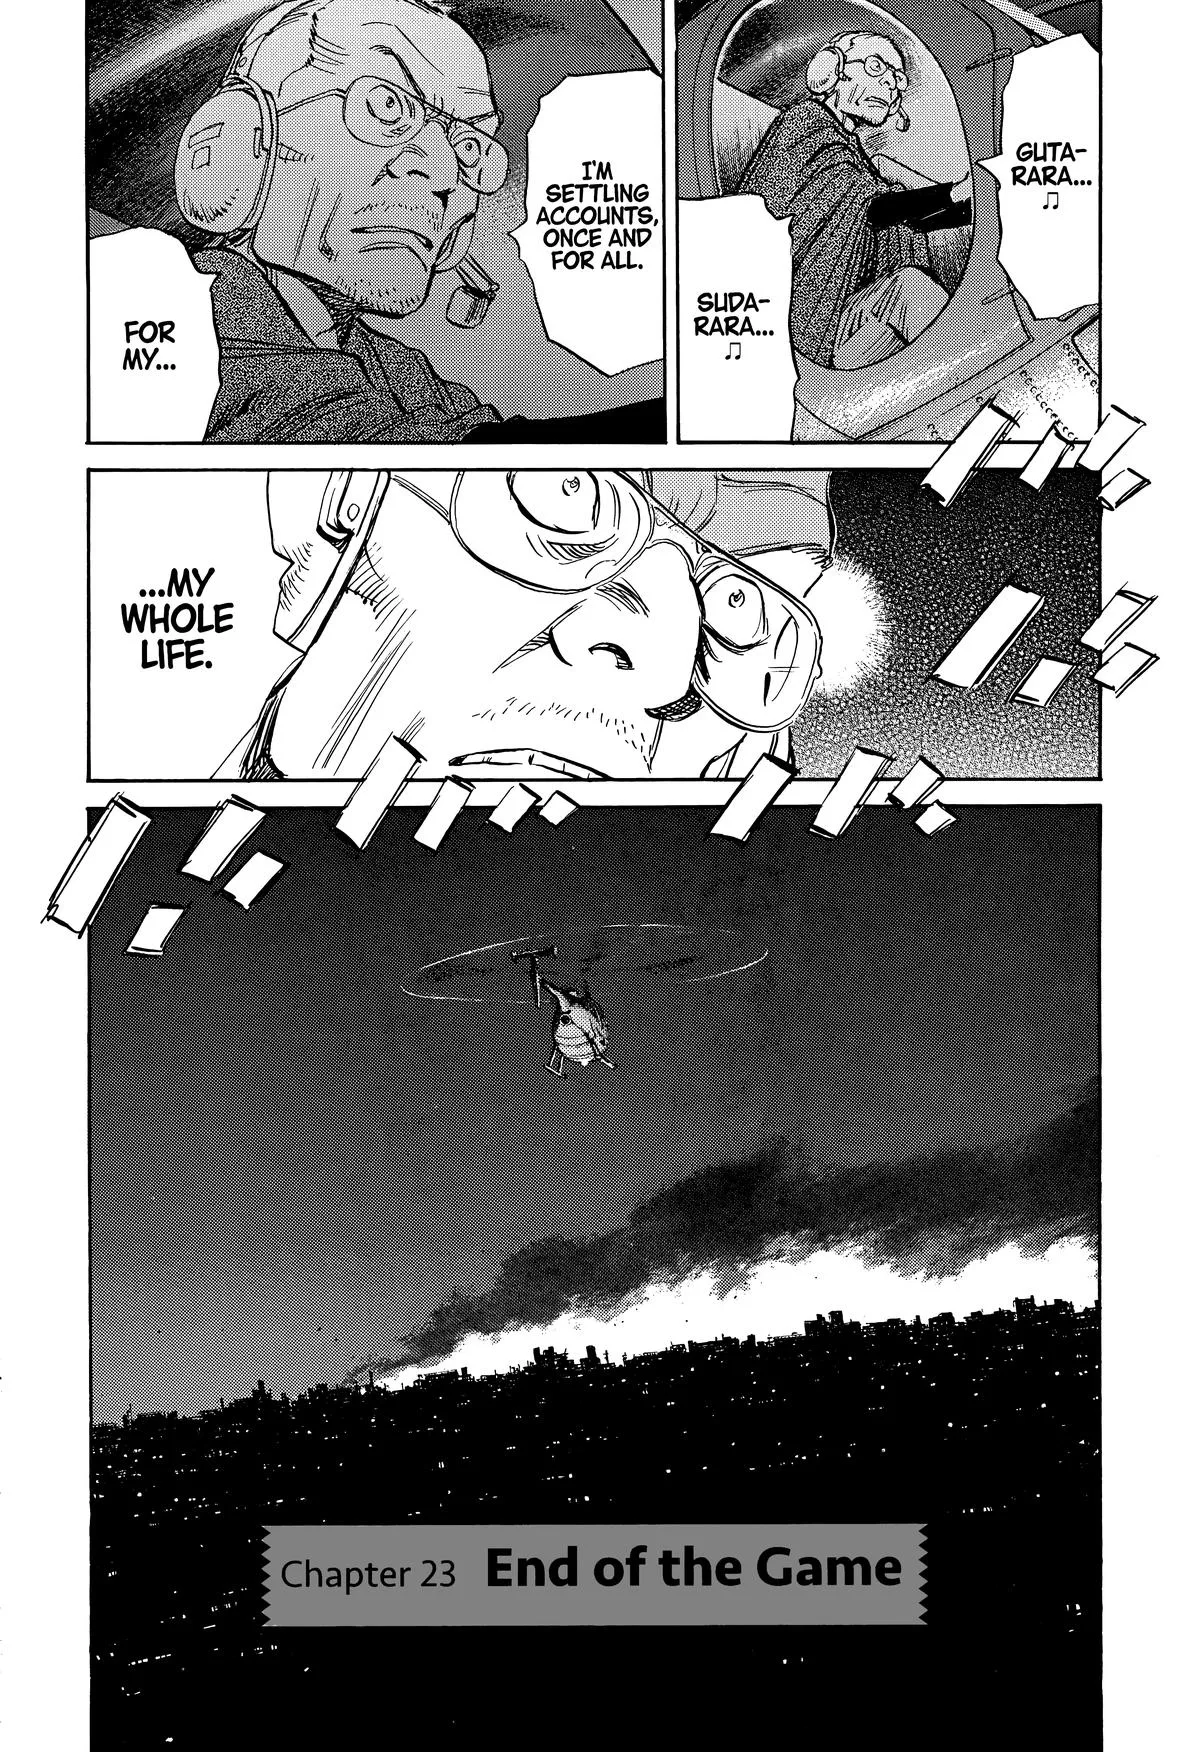 GUTA-
RARA...
♫
SUDA-
RARA...
♫
I'M
SETTLING
ACCOUNTS,
ONCE AND
FOR ALL.
FOR
MY...
...MY
WHOLE
LIFE.
Chapter 23 End of the Game